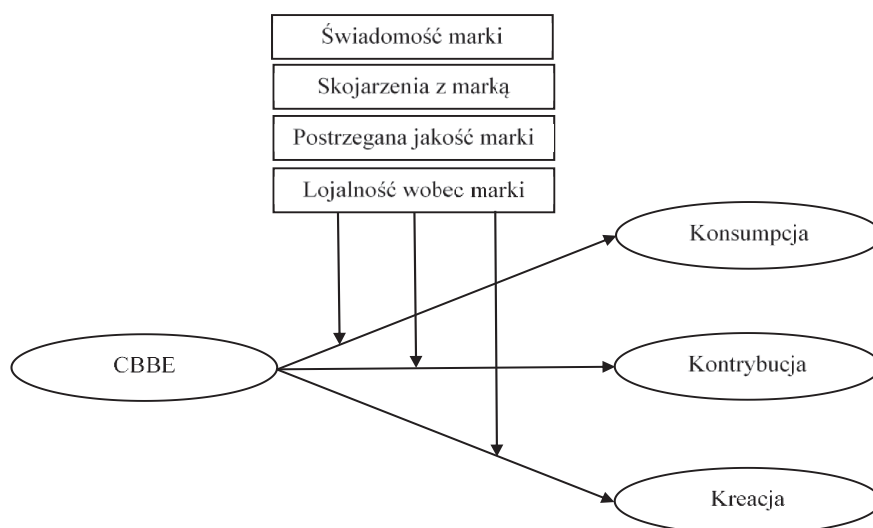 Świadomość marki
Skojarzenia z marką
Postrzegana jakość marki
Lojalność wobec marki
Konsumpcja
CBBE
Kontrybucja
Kreacja